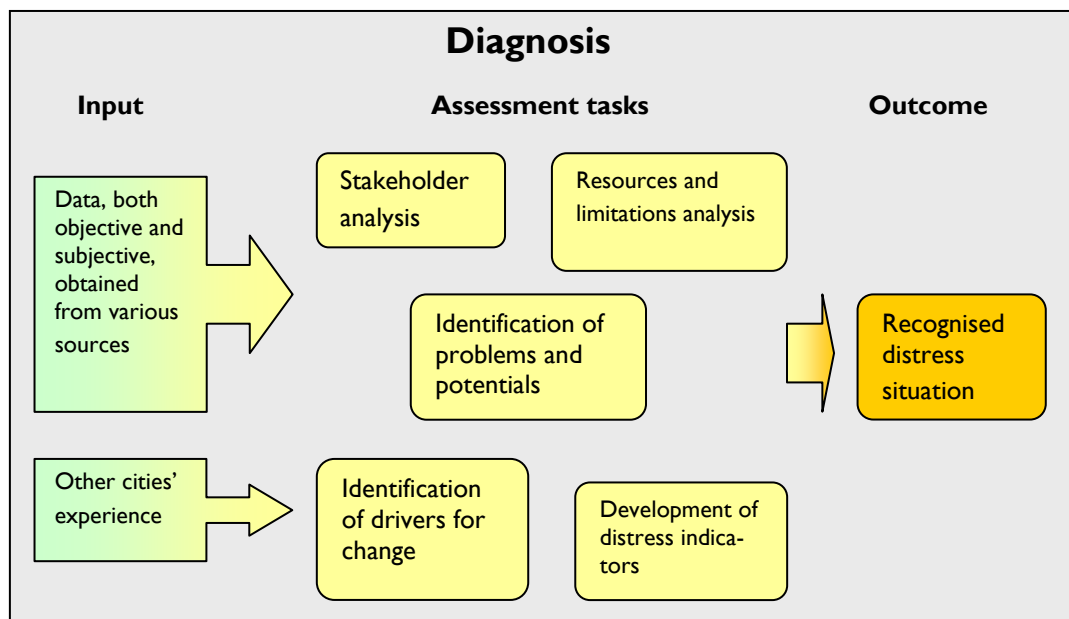 Diagnosis
Input
Assessment tasks
Outcome
Data, both
objective and
subjective,
obtained
from various
sources
Other cities’
experience
Stakeholder
analysis
Resources and
limitations analysis
Identification of
problems and
potentials
Identification
of drivers for
change
Development of
distress indica-
tors
Recognised
distress
situation